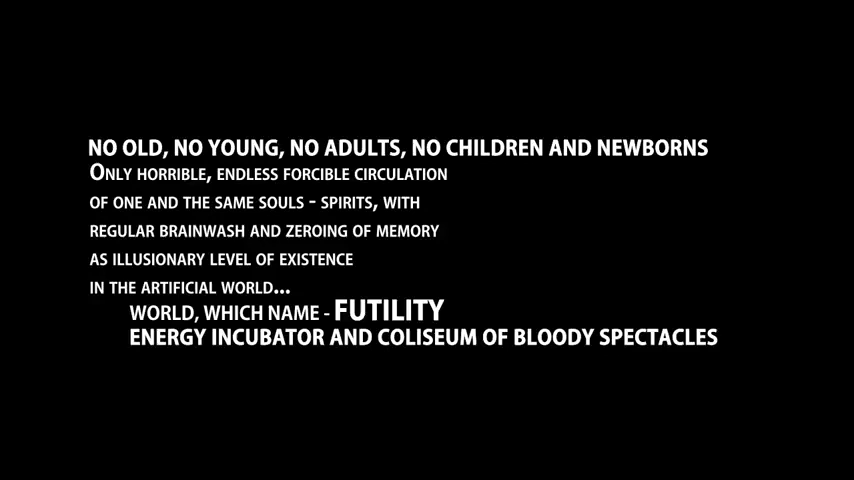 NO OLD, NO YOUNG, NO ADULTS, NO CHILDREN AND NEWBORNS
ONLY HORRIBLE, ENDLESS FORCIBLE CIRCULATION
OF ONE AND THE SAME SOULS - SPIRITS, WITH
REGULAR BRAINWASH AND ZEROING OF MEMORY
AS ILLUSIONARY LEVEL OF EXISTENCE
IN THE ARTIFICIAL WORLD...
WORLD, WHICH NAME - FUTILITY
ENERGY INCUBATOR AND COLISEUM OF BLOODY SPECTACLES